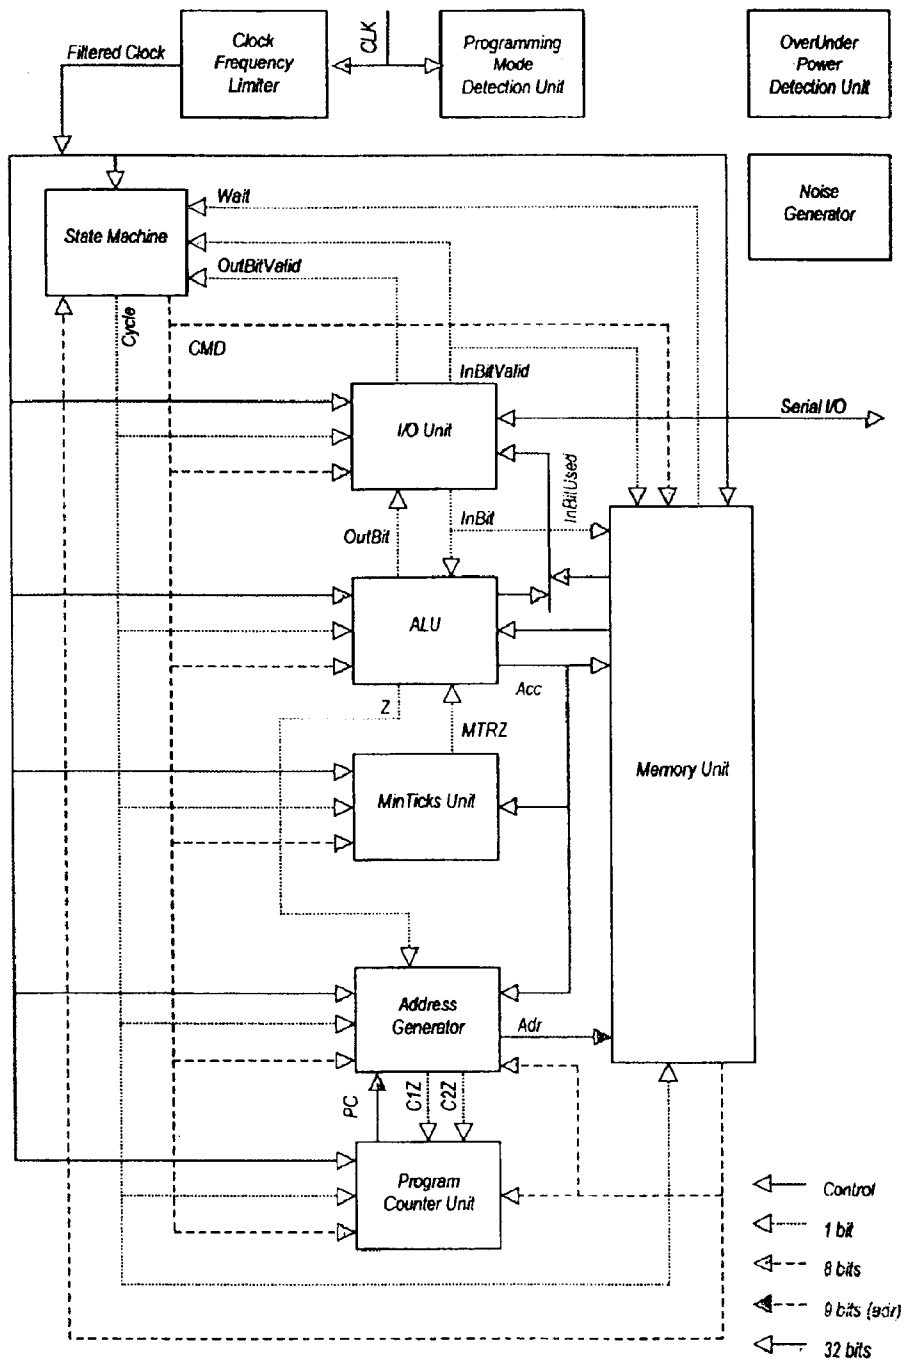 Clock
Frequency
Limiter
CLK
Programming
Mode
Detection Unit
OverUnder
Power
Detection Unit
Filtered Clock
Noise
Generator
State Machine
Wait
OutBitValid
Cycle
CMD
InBitValid
I/O Unit
Serial I/O
InBitUsed
OutBit
InBit
ALU
Z
Acc
MTRZ
MinTicks Unit
Memory Unit
Address
Generator
Adr
PC
C1Z
C2Z
Program
Counter Unit
Control
1 bit
8 bits
9 bits (adr)
32 bits